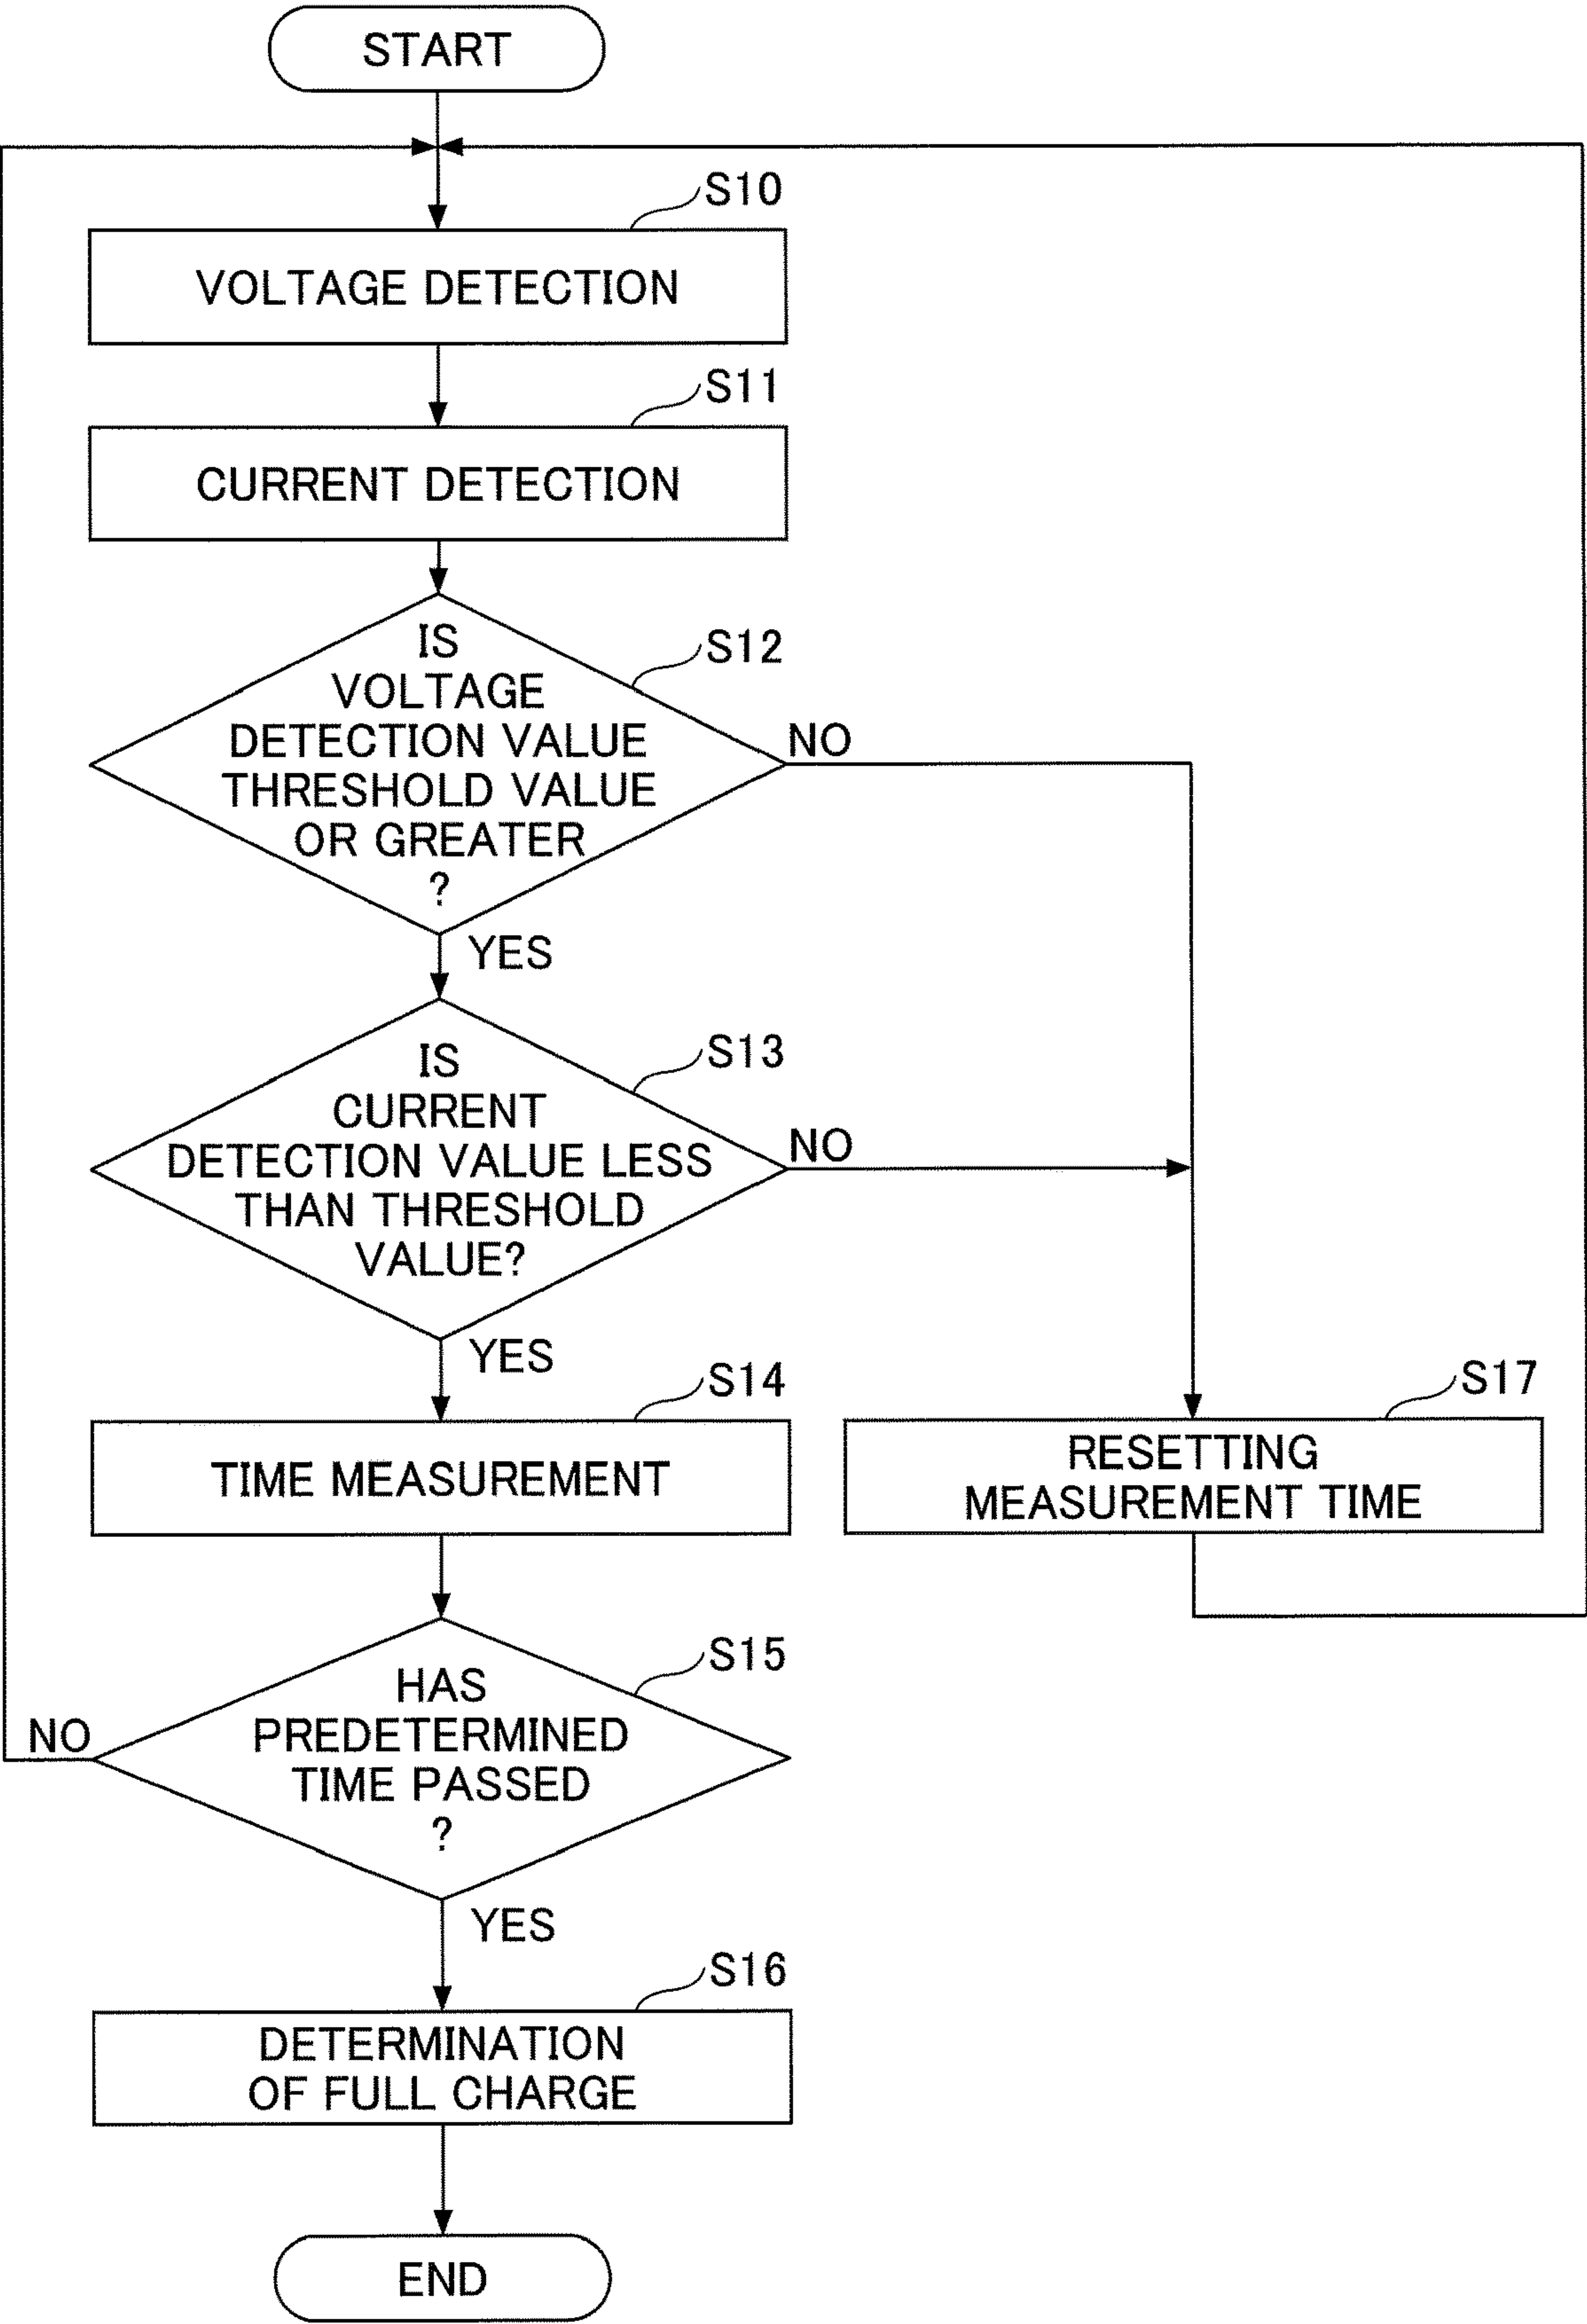 START
S10
VOLTAGE DETECTION
S11
CURRENT DETECTION
S12
IS
VOLTAGE
DETECTION VALUE
THRESHOLD VALUE
OR GREATER
?
NO
YES
S13
IS
CURRENT
DETECTION VALUE LESS
THAN THRESHOLD
VALUE?
NO
YES
S14
TIME MEASUREMENT
S17
RESETTING
MEASUREMENT TIME
S15
HAS
PREDETERMINED
TIME PASSED
?
NO
YES
S16
DETERMINATION
OF FULL CHARGE
END